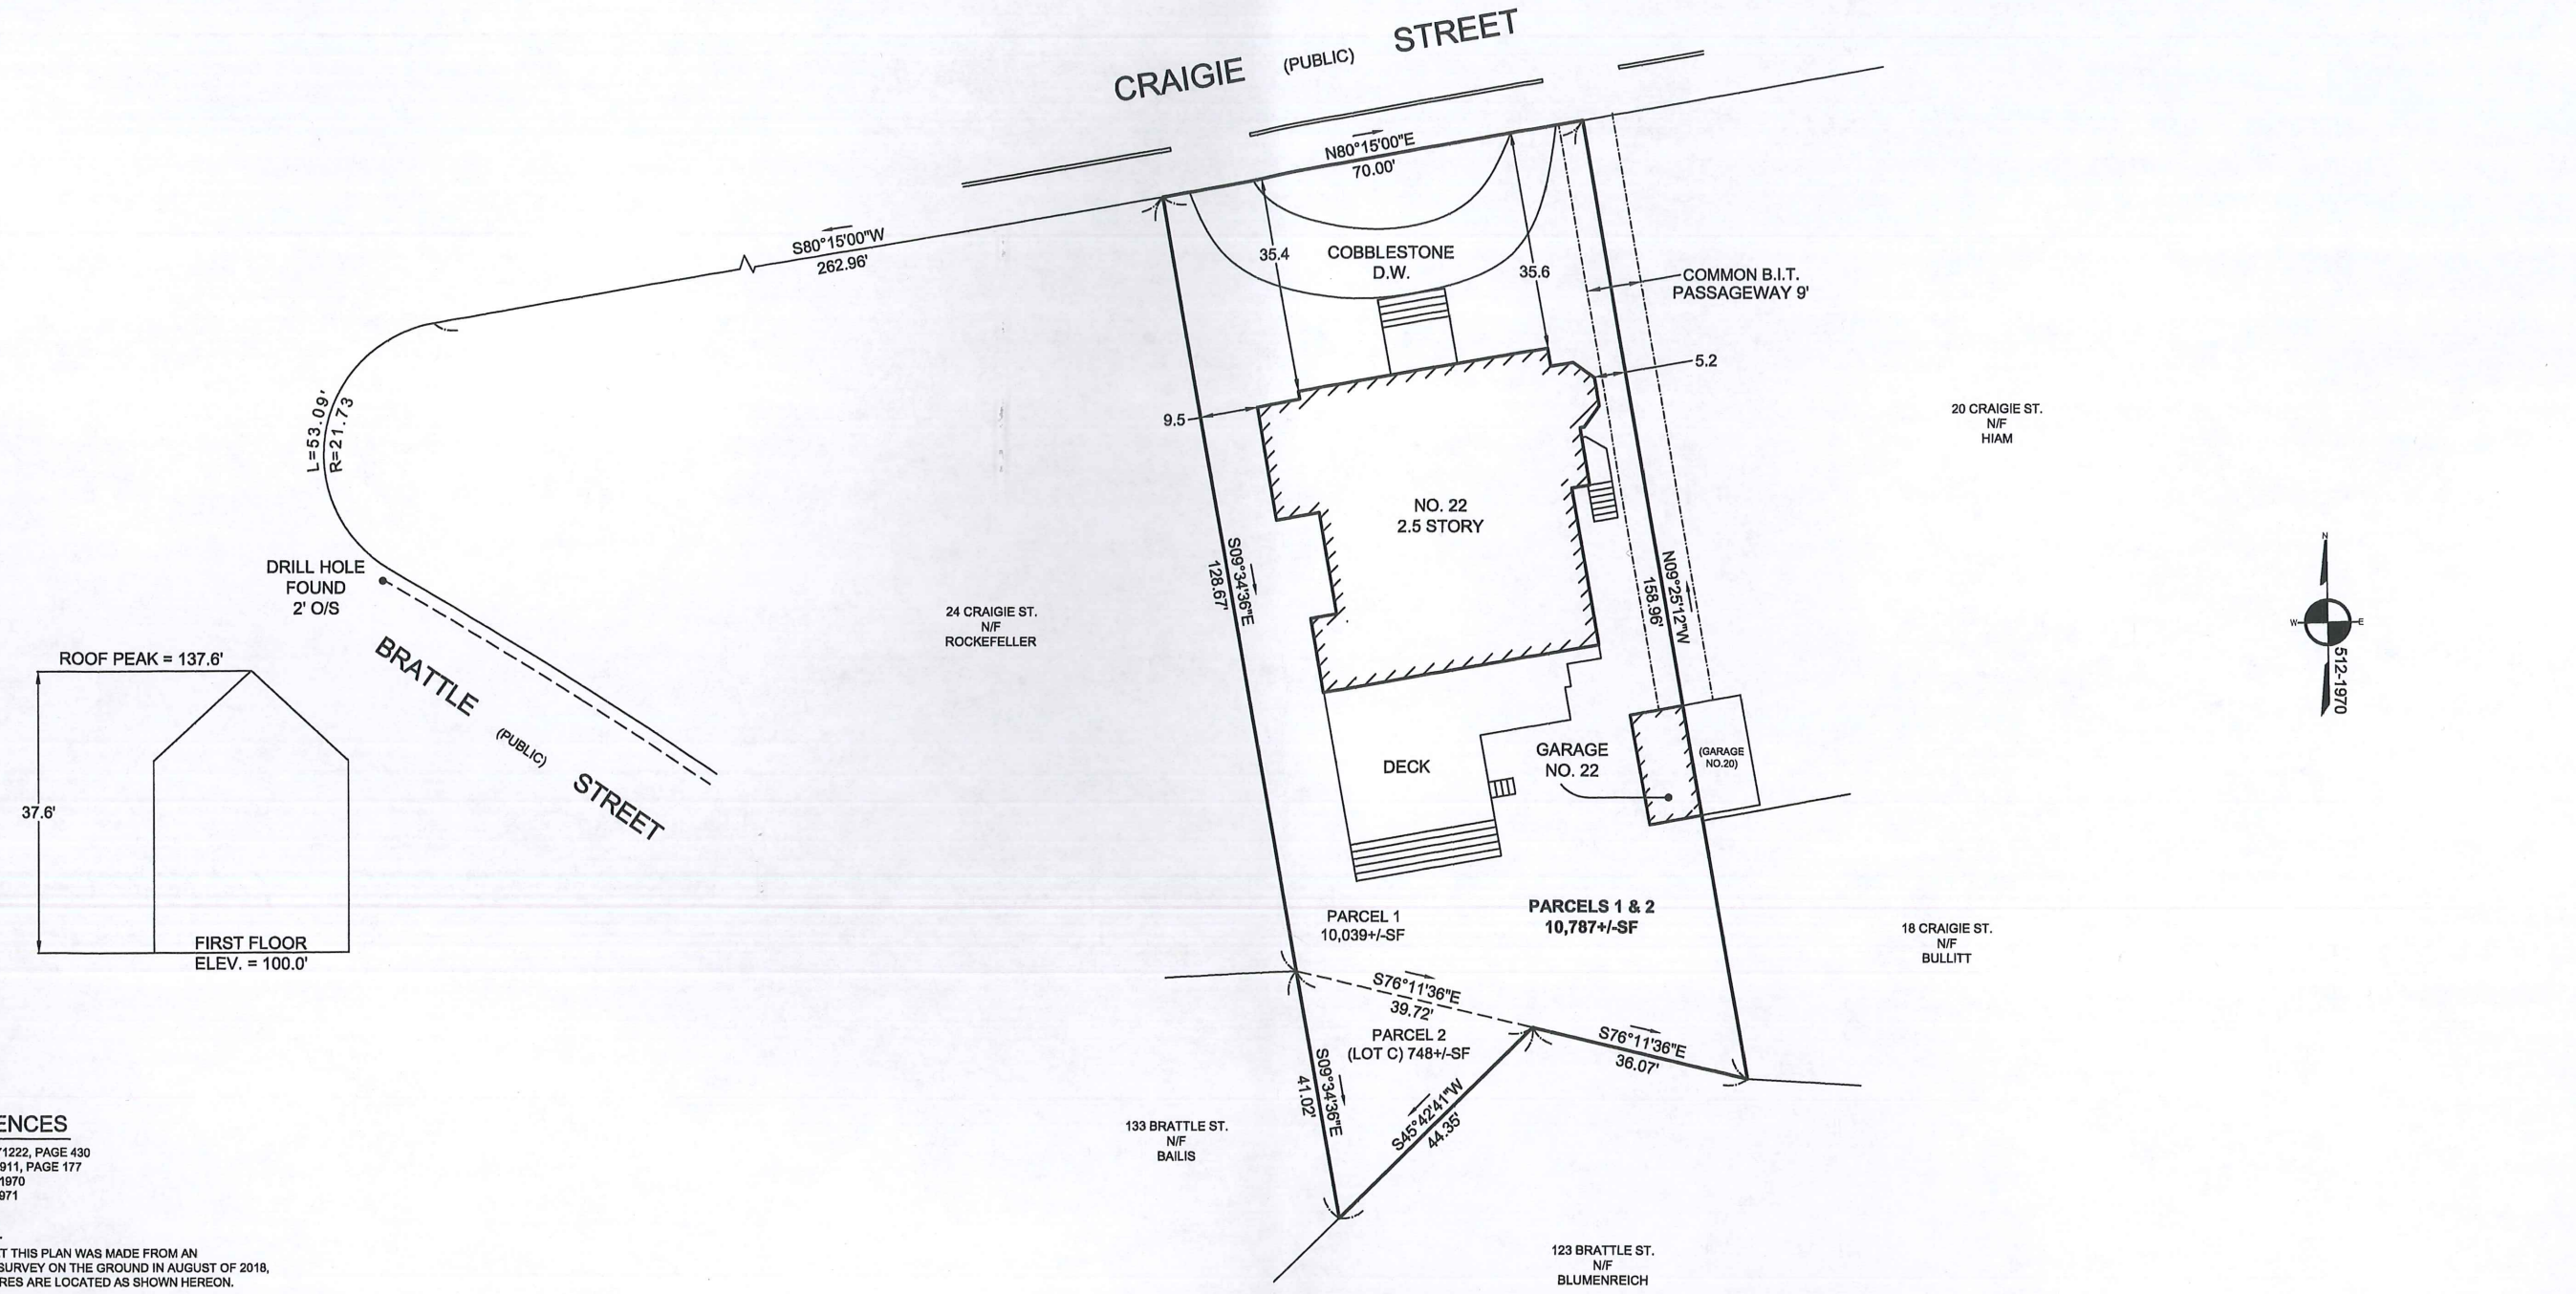 CRAIGIE (PUBLIC) STREET
N80°15'00"E
70.00'
S80°15'00"W
262.96'
35.4
COBBLESTONE
D.W.
35.6
COMMON B.I.T.
PASSAGEWAY 9'
5.2
9.5
L=53.09'
R=21.73
20 CRAIGIE ST.
N/F
HIAM
NO. 22
2.5 STORY
DRILL HOLE
FOUND
2' O/S
S09°34'36"E
128.67'
N09°25'12"W
158.96'
24 CRAIGIE ST.
N/F
ROCKEFELLER
N
W
E
512-1970
BRATTLE (PUBLIC) STREET
ROOF PEAK = 137.6'
37.6'
FIRST FLOOR
ELEV. = 100.0'
DECK
GARAGE
NO. 22
(GARAGE
NO.20)
PARCEL 1
10,039+/-SF
PARCELS 1 & 2
10,787+/-SF
18 CRAIGIE ST.
N/F
BULLITT
S76°11'36"E
39.72'
PARCEL 2
(LOT C) 748+/-SF
S76°11'36"E
36.07'
S09°34'36"E
41.02'
S45°42'41"W
44.35'
133 BRATTLE ST.
N/F
BAILIS
123 BRATTLE ST.
N/F
BLUMENREICH
ENCES
71222, PAGE 430
911, PAGE 177
1970
971
T THIS PLAN WAS MADE FROM AN
SURVEY ON THE GROUND IN AUGUST OF 2018,
RES ARE LOCATED AS SHOWN HEREON.